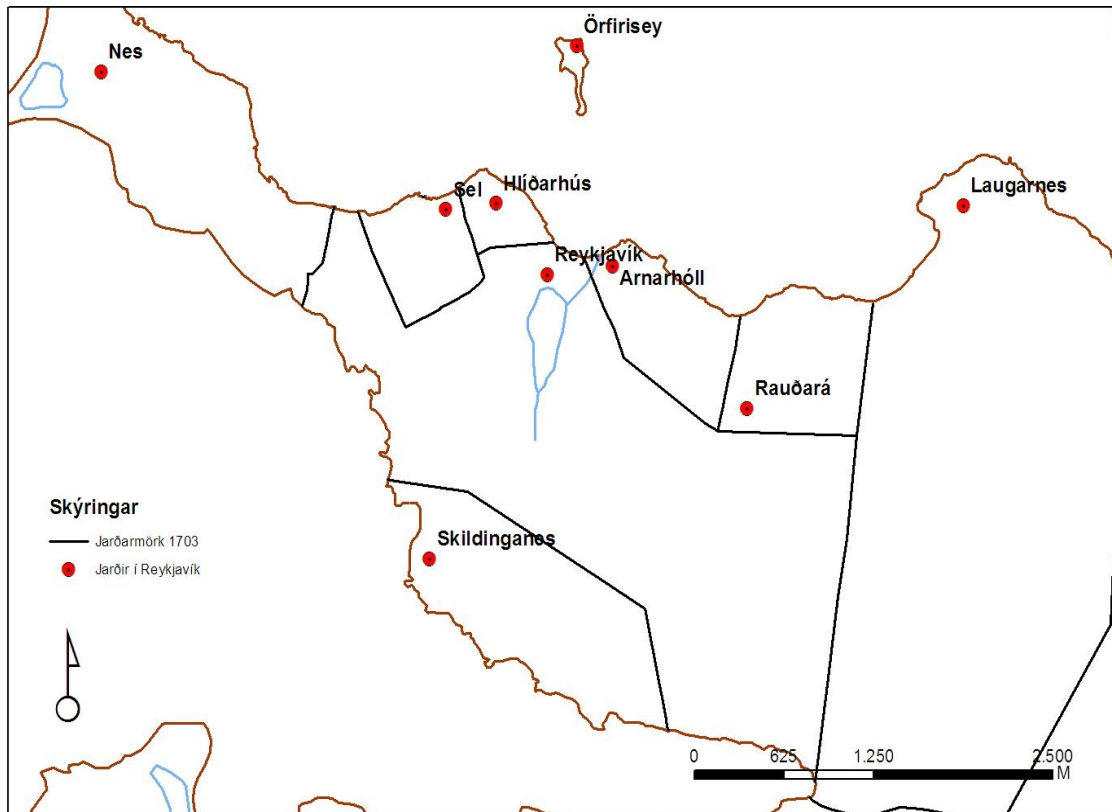 Örfirisey
Nes
Hlíðarhús
Sel
Laugarnes
Reykjavík
Arnarhóll
Rauðará
Skildinganes
Skýringar
Jarðarmörk 1703
Jarðir í Reykjavík
0 625 1.250 2.500
M